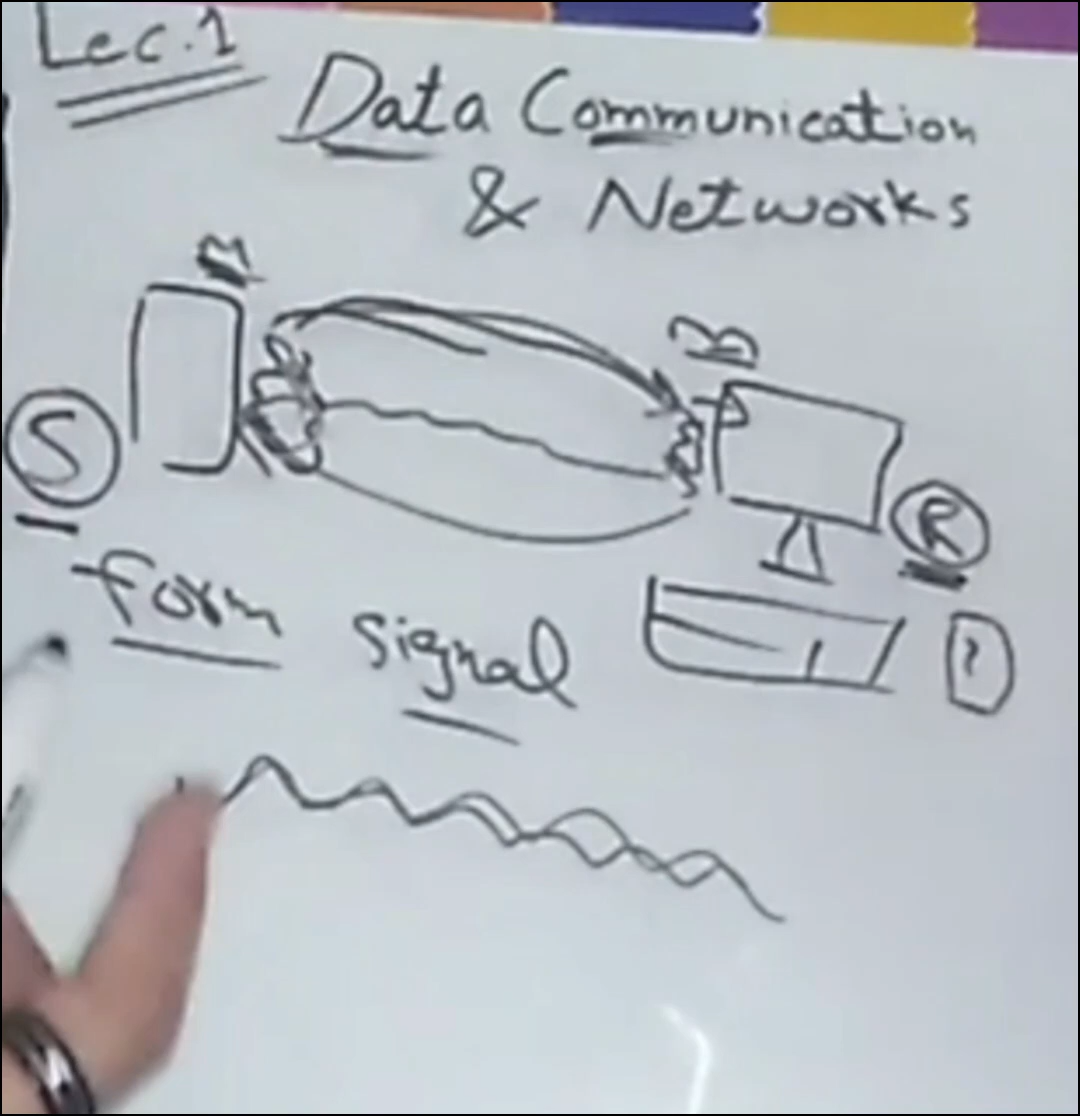 Lec.1
Data Communication
& Networks
S
R
form signal